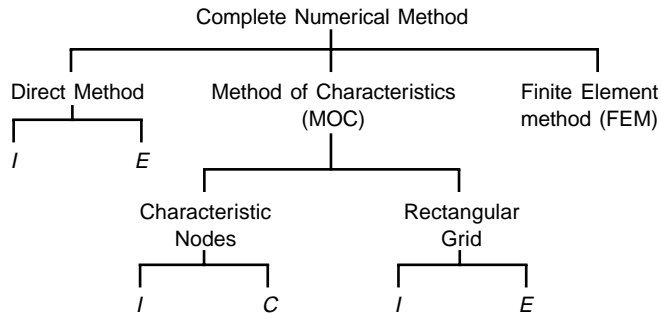 Complete Numerical Method
Direct Method
Method of Characteristics
(MOC)
Finite Element
method (FEM)
I
E
Characteristic
Nodes
Rectangular
Grid
I
C
I
E